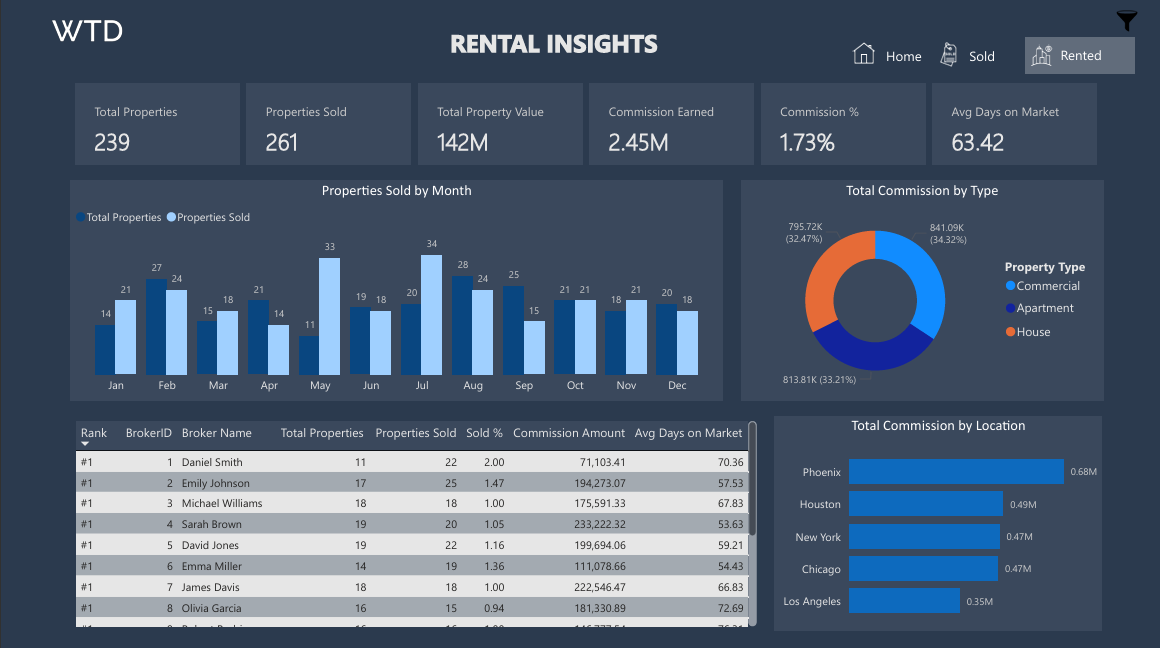 WTD
RENTAL INSIGHTS
Home
Sold
Rented
Total Properties
239
Properties Sold
261
Total Property Value
142M
Commission Earned
2.45M
Commission %
1.73%
Avg Days on Market
63.42
Properties Sold by Month
Total Properties Properties Sold
14 21 27 24 15 18 21 14 11 33 19 18 20 34 28 24 25 15 21 21 18 21 20 18
Jan Feb Mar Apr May Jun Jul Aug Sep Oct Nov Dec
Total Commission by Type
795.72K
(32.47%)
841.09K
(34.32%)
813.81K (33.21%)
Property Type
Commercial
Apartment
House
Rank BrokerID Broker Name Total Properties Properties Sold Sold % Commission Amount Avg Days on Market
#1 1 Daniel Smith 11 22 2.00 71,103.41 70.36
#1 2 Emily Johnson 17 25 1.47 194,273.07 57.53
#1 3 Michael Williams 18 18 1.00 175,591.33 67.83
#1 4 Sarah Brown 19 20 1.05 233,222.32 53.63
#1 5 David Jones 19 22 1.16 199,694.06 59.21
#1 6 Emma Miller 14 19 1.36 111,078.66 54.43
#1 7 James Davis 18 18 1.00 222,546.47 66.83
#1 8 Olivia Garcia 16 15 0.94 181,330.89 72.69
Total Commission by Location
Phoenix 0.68M
Houston 0.49M
New York 0.47M
Chicago 0.47M
Los Angeles 0.35M